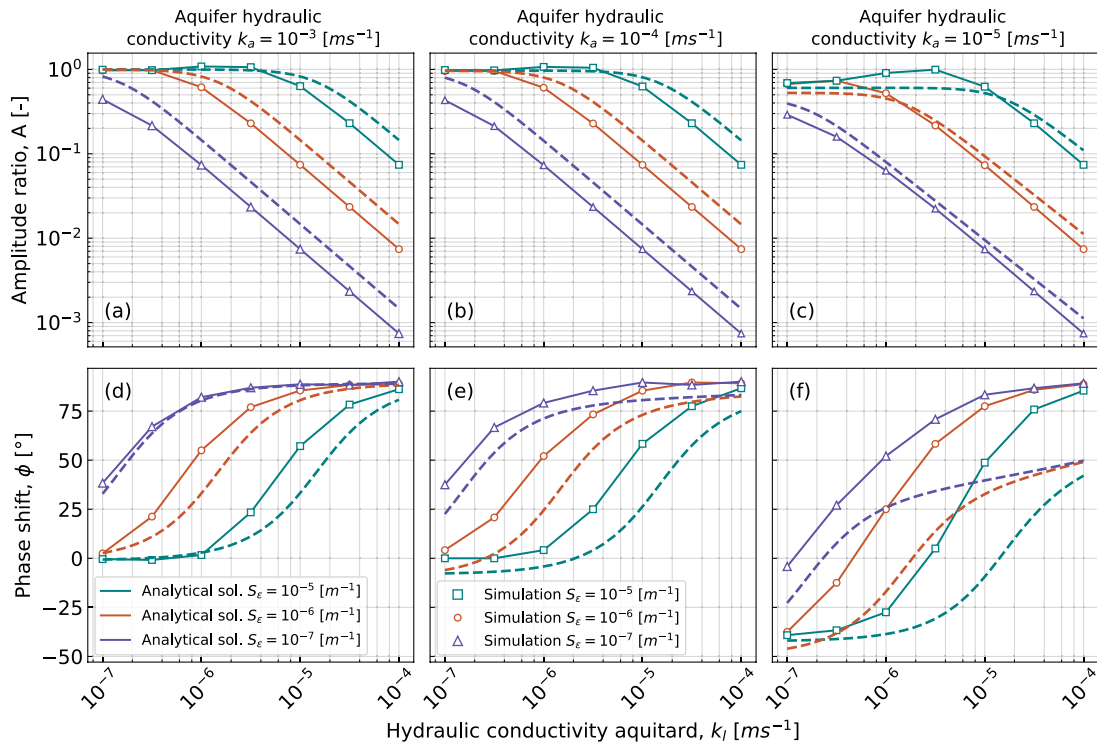 Aquifer hydraulic
conductivity k_a = 10^-3 [ms^-1]
Aquifer hydraulic
conductivity k_a = 10^-4 [ms^-1]
Aquifer hydraulic
conductivity k_a = 10^-5 [ms^-1]
Amplitude ratio, A [-]
10^0
10^-1
10^-2
10^-3
(a)
(b)
(c)
Phase shift, ϕ [°]
75
50
25
0
−25
−50
(d)
(e)
(f)
Analytical sol. S_ε = 10^-5 [m^-1]
Analytical sol. S_ε = 10^-6 [m^-1]
Analytical sol. S_ε = 10^-7 [m^-1]
Simulation S_ε = 10^-5 [m^-1]
Simulation S_ε = 10^-6 [m^-1]
Simulation S_ε = 10^-7 [m^-1]
10^-7 10^-6 10^-5 10^-4
10^-7 10^-6 10^-5 10^-4
10^-7 10^-6 10^-5 10^-4
Hydraulic conductivity aquitard, k_l [ms^-1]